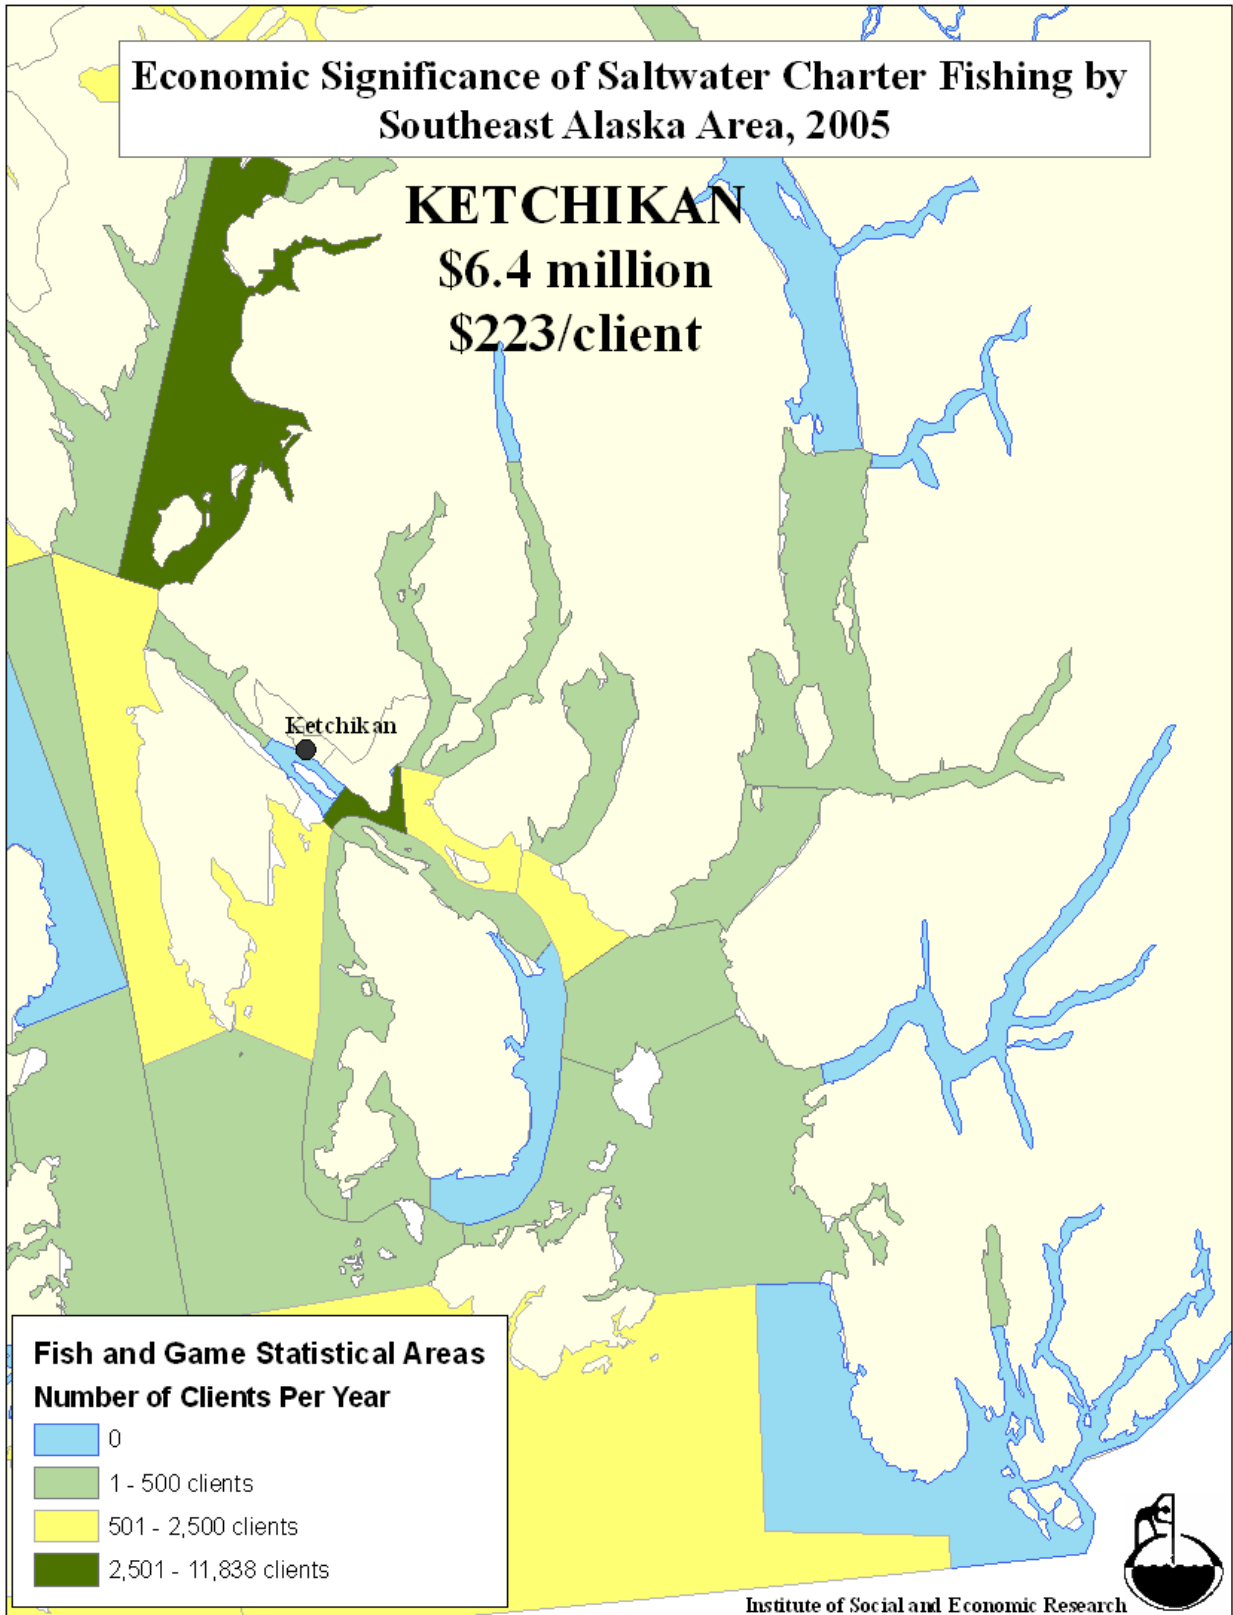 Economic Significance of Saltwater Charter Fishing by
Southeast Alaska Area, 2005
KETCHIKAN
$6.4 million
$223/client
Ketchikan
Fish and Game Statistical Areas
Number of Clients Per Year
0
1 - 500 clients
501 - 2,500 clients
2,501 - 11,838 clients
Institute of Social and Economic Research